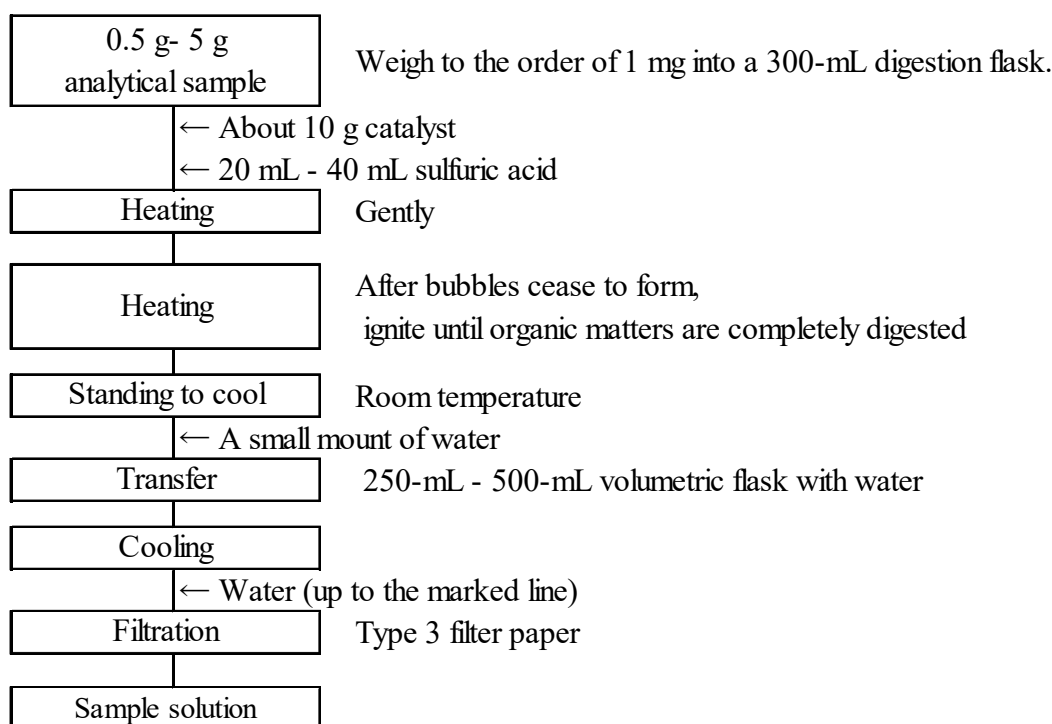 0.5 g- 5 g
analytical sample
Weigh to the order of 1 mg into a 300-mL digestion flask.
← About 10 g catalyst
← 20 mL - 40 mL sulfuric acid
Heating
Gently
Heating
After bubbles cease to form,
ignite until organic matters are completely digested
Standing to cool
Room temperature
← A small mount of water
Transfer
250-mL - 500-mL volumetric flask with water
Cooling
← Water (up to the marked line)
Filtration
Type 3 filter paper
Sample solution